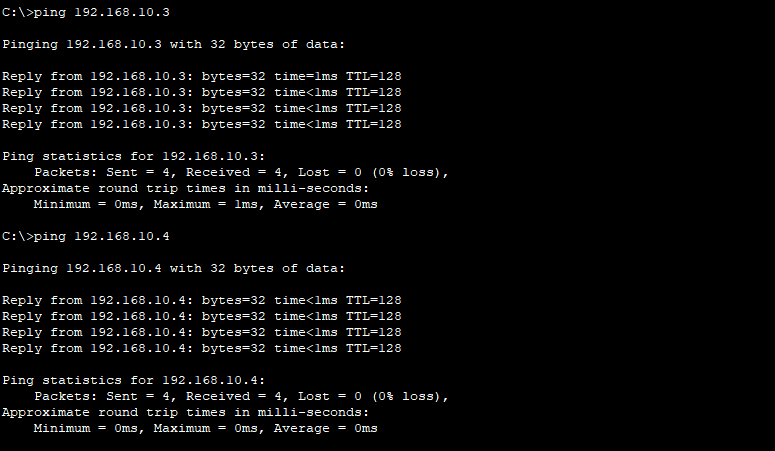 C:\>ping 192.168.10.3
Pinging 192.168.10.3 with 32 bytes of data:
Reply from 192.168.10.3: bytes=32 time=1ms TTL=128
Reply from 192.168.10.3: bytes=32 time<1ms TTL=128
Reply from 192.168.10.3: bytes=32 time<1ms TTL=128
Reply from 192.168.10.3: bytes=32 time<1ms TTL=128
Ping statistics for 192.168.10.3:
    Packets: Sent = 4, Received = 4, Lost = 0 (0% loss),
Approximate round trip times in milli-seconds:
    Minimum = 0ms, Maximum = 1ms, Average = 0ms
C:\>ping 192.168.10.4
Pinging 192.168.10.4 with 32 bytes of data:
Reply from 192.168.10.4: bytes=32 time<1ms TTL=128
Reply from 192.168.10.4: bytes=32 time<1ms TTL=128
Reply from 192.168.10.4: bytes=32 time<1ms TTL=128
Reply from 192.168.10.4: bytes=32 time<1ms TTL=128
Ping statistics for 192.168.10.4:
    Packets: Sent = 4, Received = 4, Lost = 0 (0% loss),
Approximate round trip times in milli-seconds:
    Minimum = 0ms, Maximum = 0ms, Average = 0ms